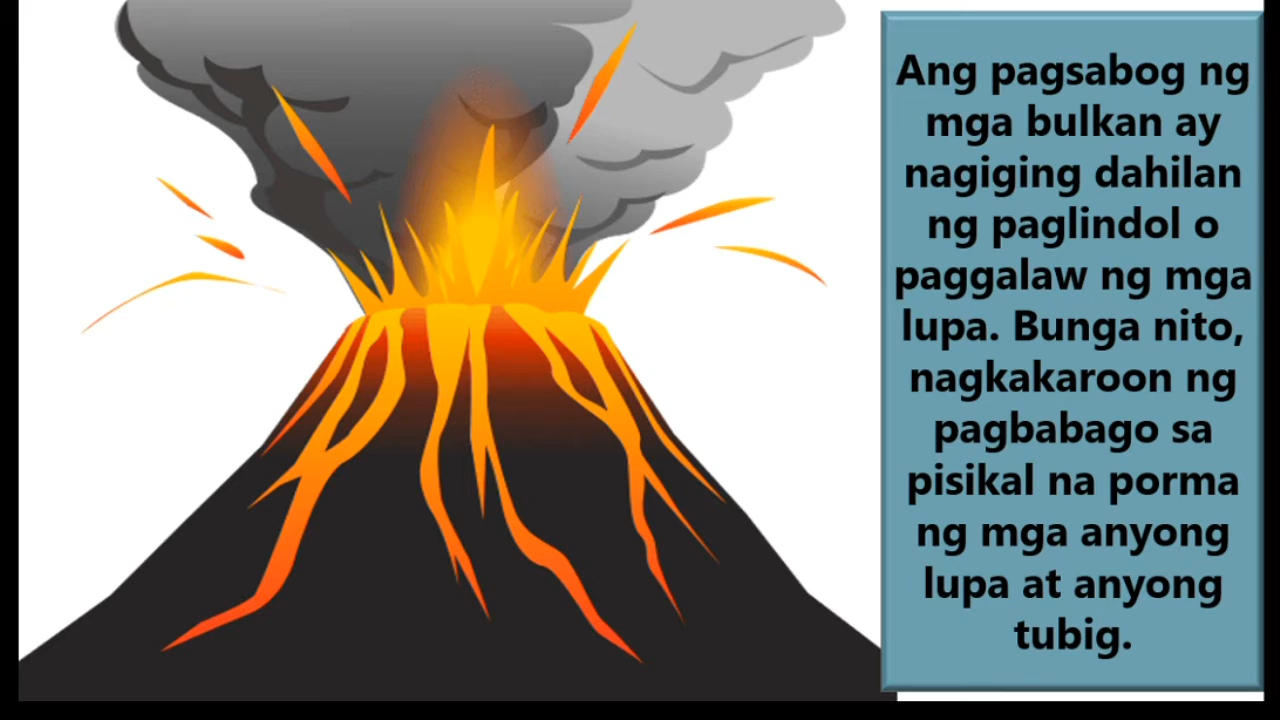 Ang pagsabog ng
mga bulkan ay
nagiging dahilan
ng paglindol o
paggalaw ng mga
lupa. Bunga nito,
nagkakaroon ng
pagbabago sa
pisikal na porma
ng mga anyong
lupa at anyong
tubig.